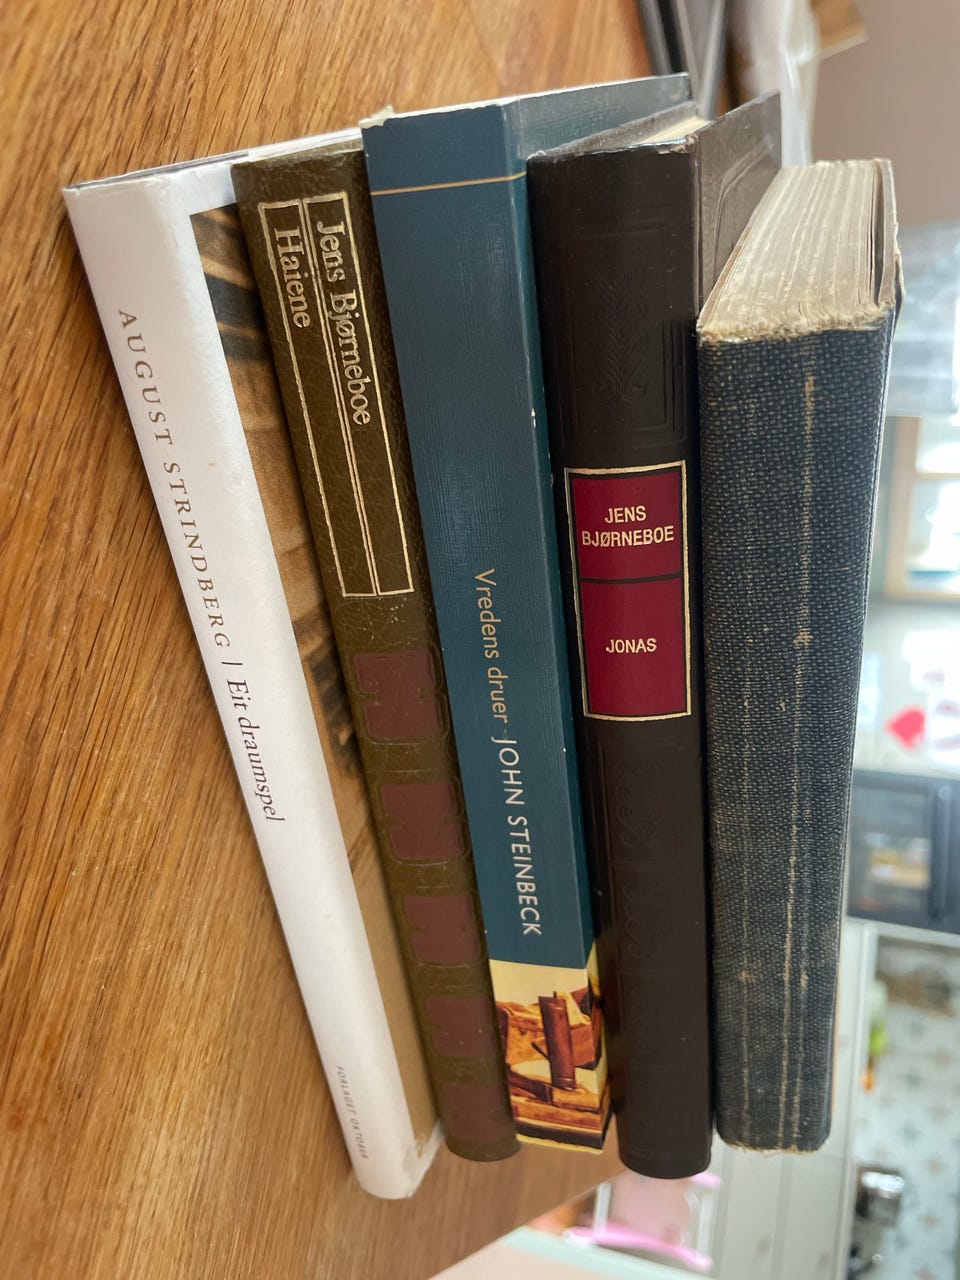 AUGUST STRINDBERG | Eit draumspel
FORLAGET OKTOBER
Jens Bjørneboe
Haiene
Vredens druer JOHN STEINBECK
JENS
BJØRNEBOE
JONAS